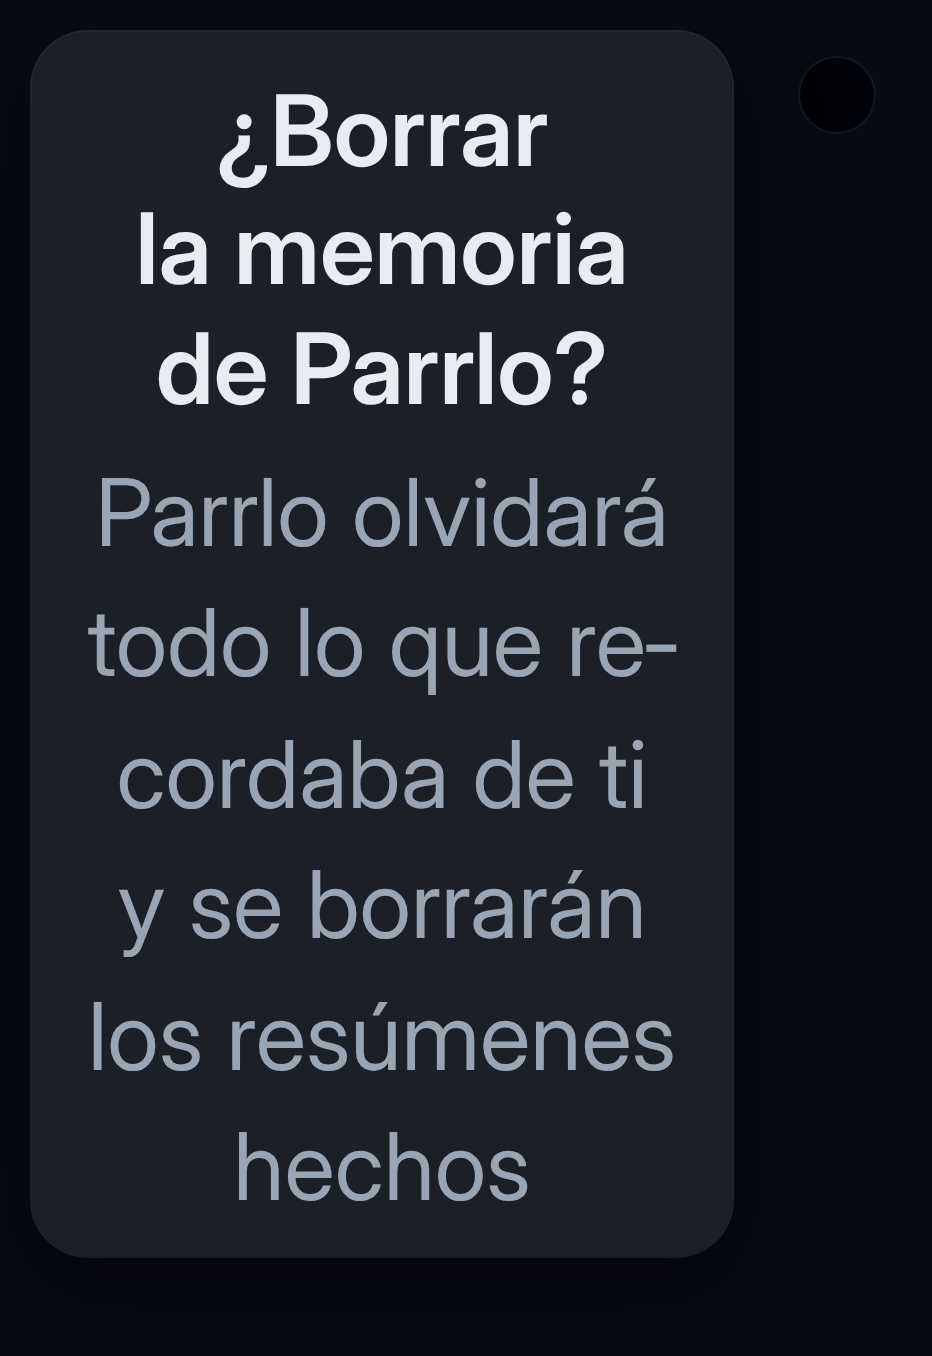 ¿Borrar
la memoria
de Parrlo?
Parrlo olvidará
todo lo que re-
cordaba de ti
y se borrarán
los resúmenes
hechos